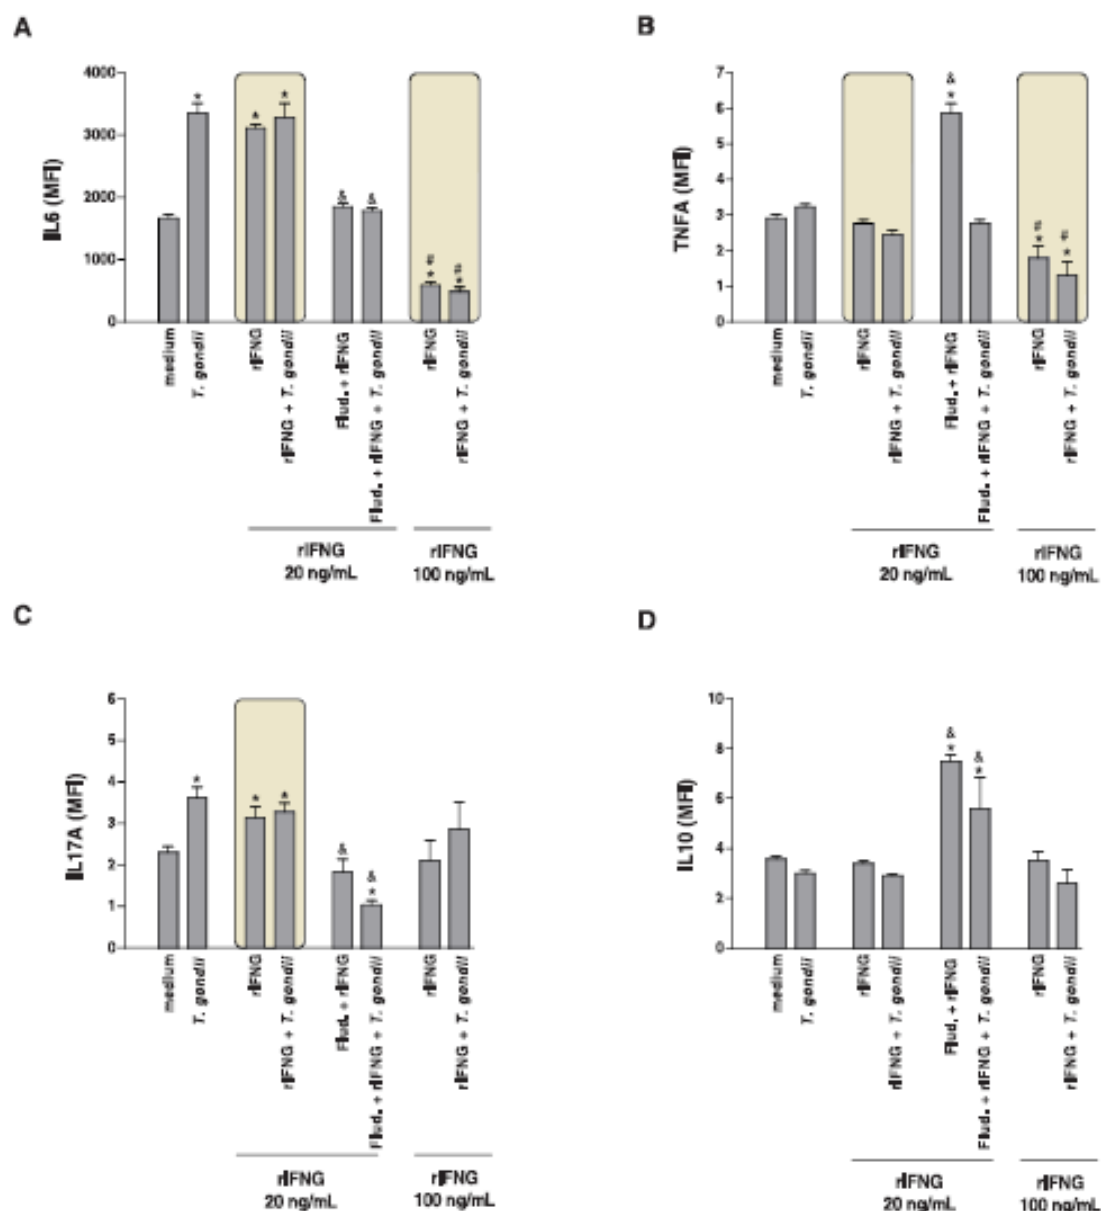 A
4000
3000
2000
1000
0
IL6 (MFI)
* * * & & # * # *
medium
T. gondii
rIFNG
rIFNG + T. gondii
Flud. + rIFNG
Flud. + rIFNG + T. gondii
rIFNG
rIFNG + T. gondii
rIFNG
20 ng/mL
rIFNG
100 ng/mL
B
7
6
5
4
3
2
1
0
TNFA (MFI)
& * # * # *
medium
T. gondii
rIFNG
rIFNG + T. gondii
Flud. + rIFNG
Flud. + rIFNG + T. gondii
rIFNG
rIFNG + T. gondii
rIFNG
20 ng/mL
rIFNG
100 ng/mL
C
6
5
4
3
2
1
0
IL17A (MFI)
* * * & & *
medium
T. gondii
rIFNG
rIFNG + T. gondii
Flud. + rIFNG
Flud. + rIFNG + T. gondii
rIFNG
rIFNG + T. gondii
rIFNG
20 ng/mL
rIFNG
100 ng/mL
D
10
8
6
4
2
0
IL10 (MFI)
& * & *
medium
T. gondii
rIFNG
rIFNG + T. gondii
Flud. + rIFNG
Flud. + rIFNG + T. gondii
rIFNG
rIFNG + T. gondii
rIFNG
20 ng/mL
rIFNG
100 ng/mL